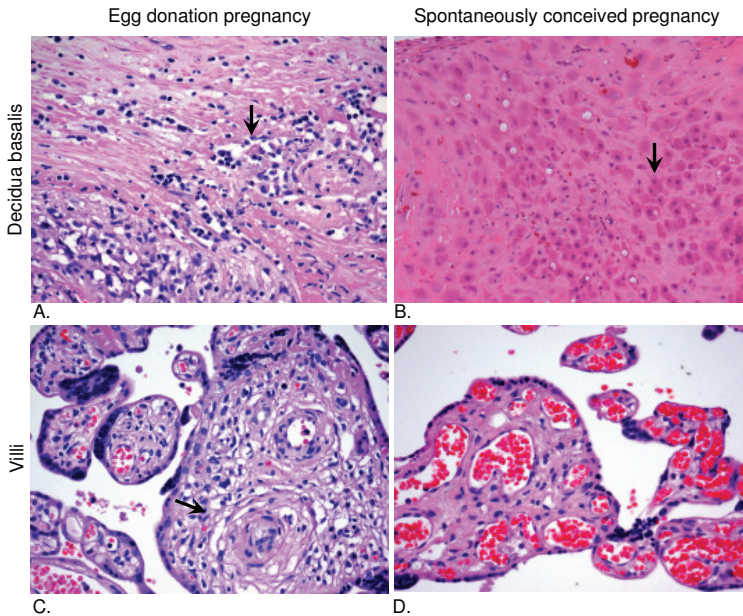 Egg donation pregnancy
Spontaneously conceived pregnancy
Decidua basalis
A.
B.
Villi
C.
D.